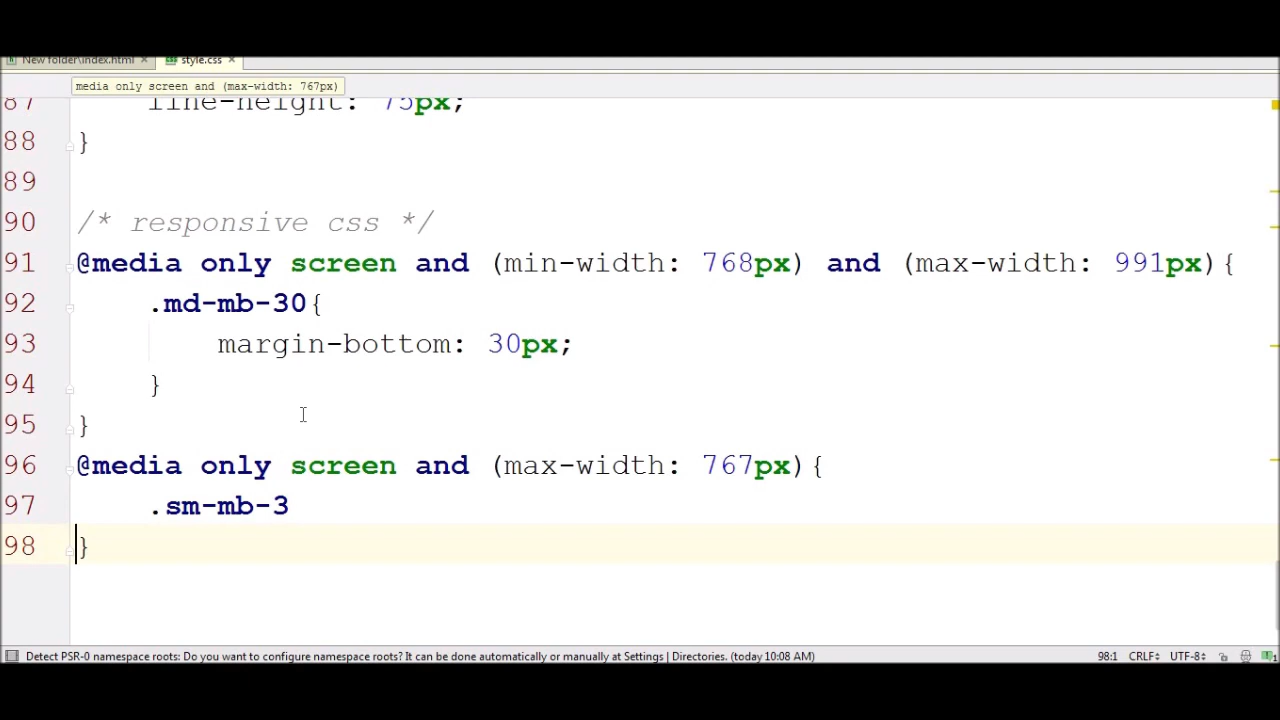 New folder\index.html style.css
media only screen and (max-width: 767px)
87 line-height: 75px;
88 }
89
90 /* responsive css */
91 @media only screen and (min-width: 768px) and (max-width: 991px){
92 .md-mb-30{
93 margin-bottom: 30px;
94 }
95 }
96 @media only screen and (max-width: 767px){
97 .sm-mb-3
98 }
Detect PSR-0 namespace roots: Do you want to configure namespace roots? It can be done automatically or manually at Settings | Directories. (today 10:08 AM) 98:1 CRLF UTF-8